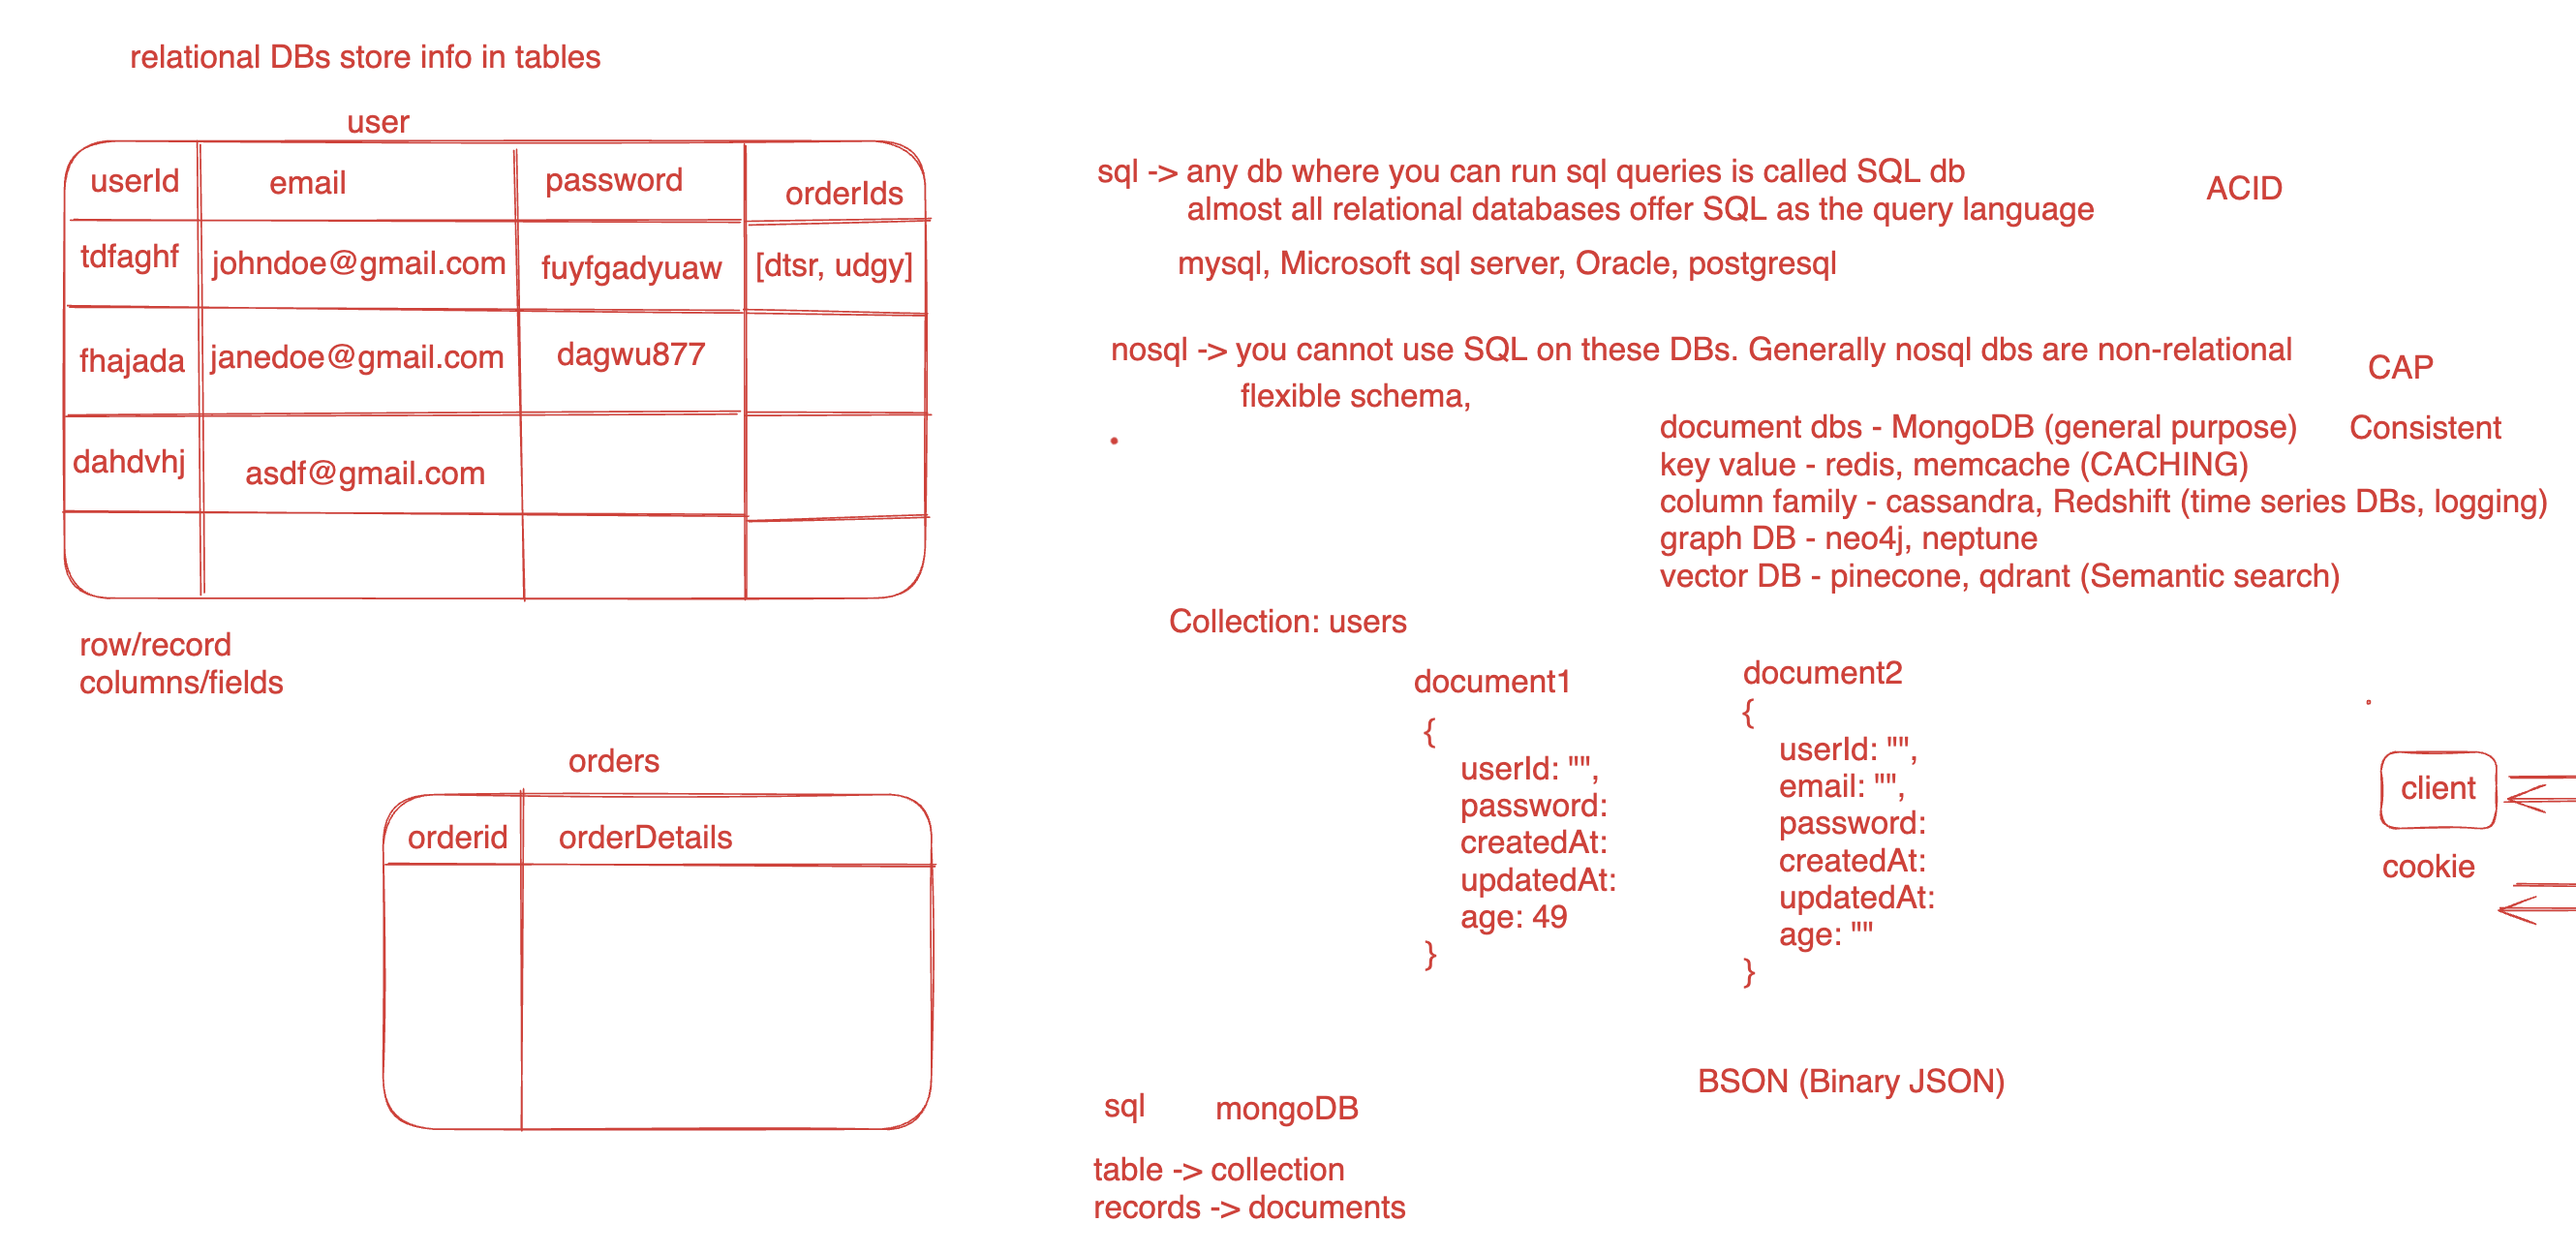 relational DBs store info in tables
user
userId email password orderIds
tdfaghf johndoe@gmail.com fuyfgadyuaw [dtsr, udgy]
fhajada janedoe@gmail.com dagwu877
dahdvhj asdf@gmail.com
row/record
columns/fields
orders
orderid orderDetails
sql -> any db where you can run sql queries is called SQL db
almost all relational databases offer SQL as the query language
ACID
mysql, Microsoft sql server, Oracle, postgresql
nosql -> you cannot use SQL on these DBs. Generally nosql dbs are non-relational
flexible schema,
CAP
Consistent
document dbs - MongoDB (general purpose)
key value - redis, memcache (CACHING)
column family - cassandra, Redshift (time series DBs, logging)
graph DB - neo4j, neptune
vector DB - pinecone, qdrant (Semantic search)
Collection: users
document1
{
userId: "",
password:
createdAt:
updatedAt:
age: 49
}
document2
{
userId: "",
email: "",
password:
createdAt:
updatedAt:
age: ""
}
client
cookie
BSON (Binary JSON)
sql mongoDB
table -> collection
records -> documents